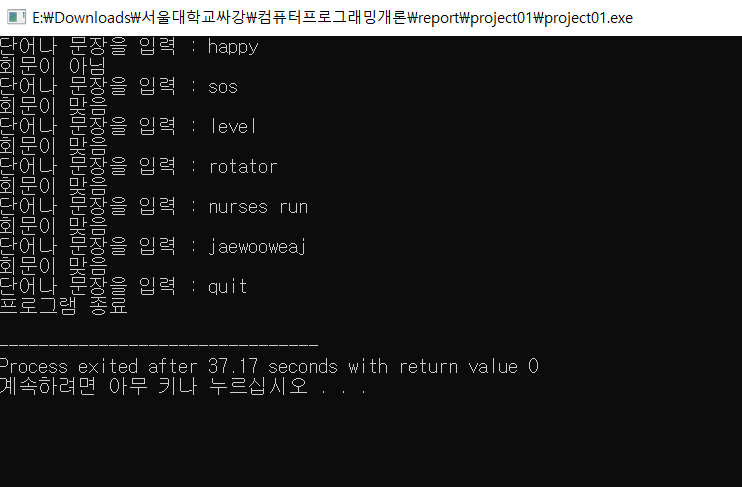 E:\Downloads\서울대학교싸강\컴퓨터프로그래밍개론\report\project01\project01.exe
단어나 문장을 입력 : happy
회문이 아님
단어나 문장을 입력 : sos
회문이 맞음
단어나 문장을 입력 : level
회문이 맞음
단어나 문장을 입력 : rotator
회문이 맞음
단어나 문장을 입력 : nurses run
회문이 맞음
단어나 문장을 입력 : jaewooweaj
회문이 맞음
단어나 문장을 입력 : quit
프로그램 종료
--------------------------------
Process exited after 37.17 seconds with return value 0
계속하려면 아무 키나 누르십시오 . . .